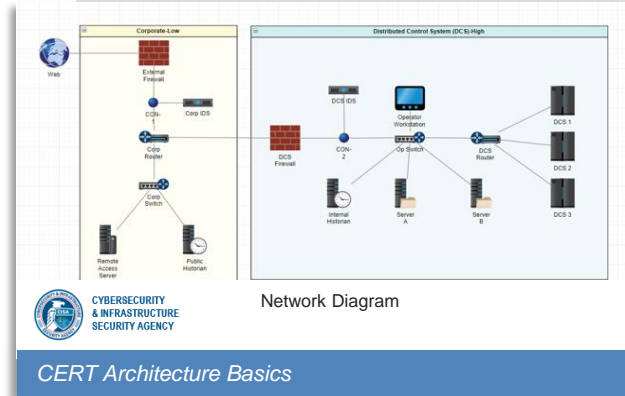 Corporate-Low
Distributed Control System (DCS)-High
Web
External
Firewall
CON-
1
Corp IDS
Corp
Router
Corp
Switch
Remote
Access
Server
Public
Historian
DCS
Firewall
DCS IDS
CON-
2
Operator
Workstation
Op Switch
Internal
Historian
Server
A
Server
B
DCS
Router
DCS 1
DCS 2
DCS 3
CISA
CYBERSECURITY
& INFRASTRUCTURE
SECURITY AGENCY
Network Diagram
CERT Architecture Basics